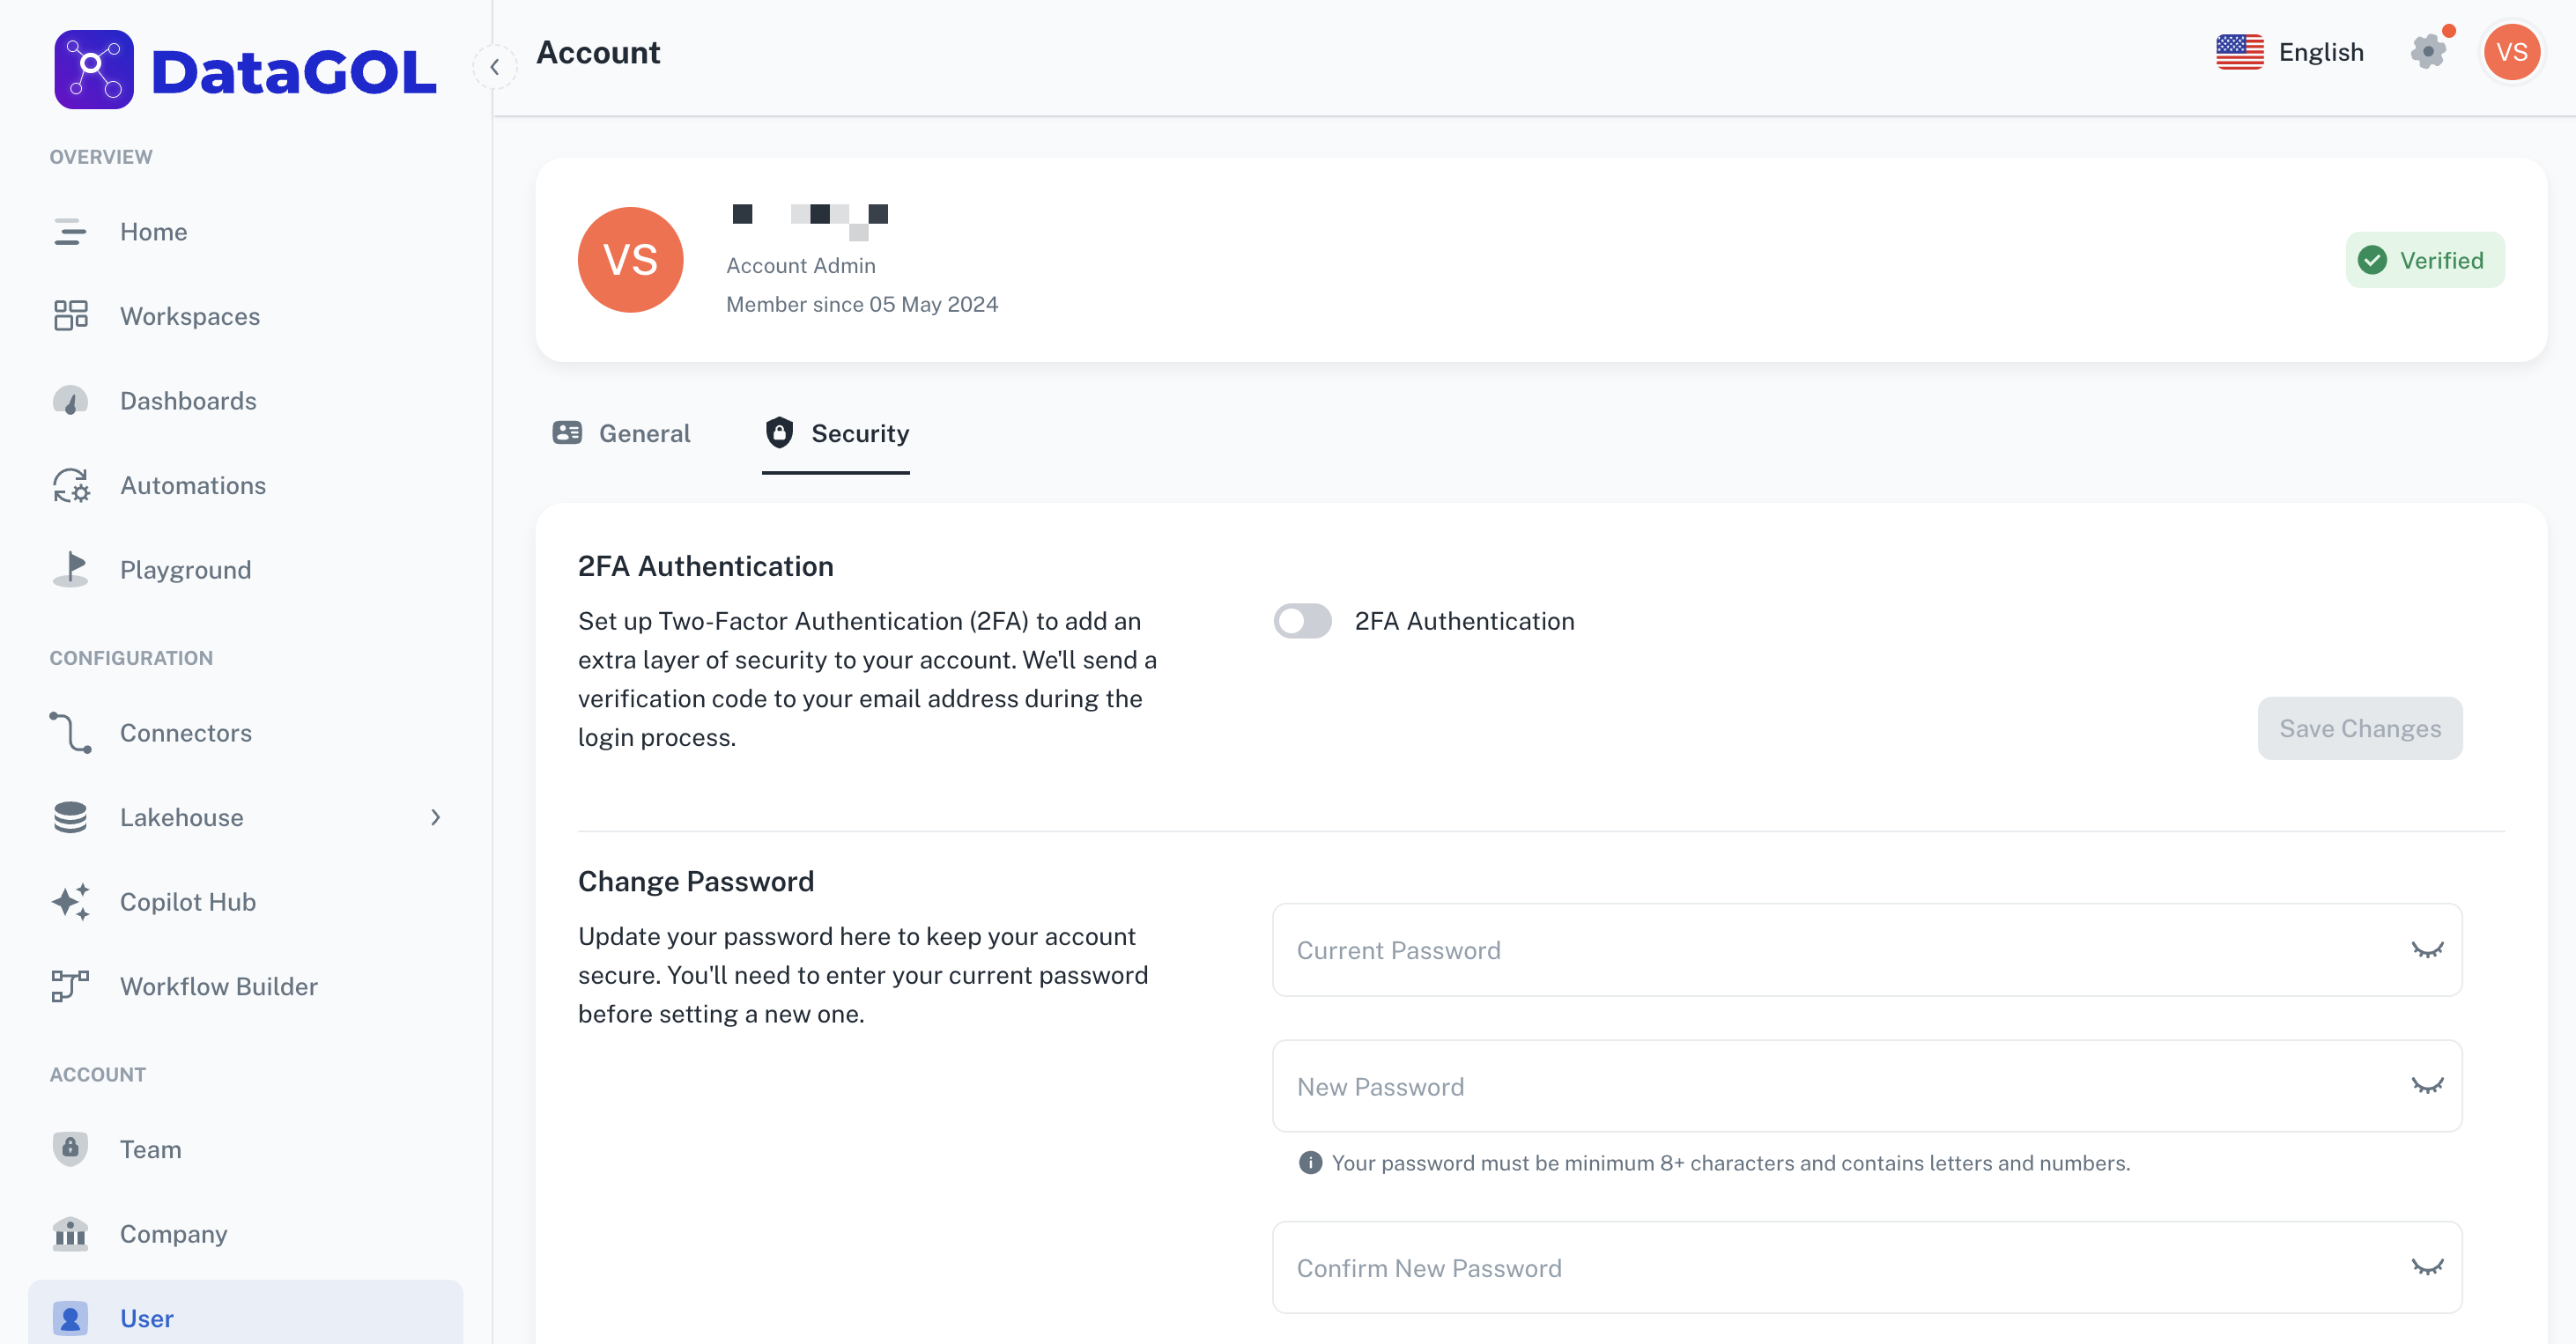 DataGOL
Account
English
VS
OVERVIEW
Home
Workspaces
Dashboards
Automations
Playground
CONFIGURATION
Connectors
Lakehouse
Copilot Hub
Workflow Builder
ACCOUNT
Team
Company
User
VS
Account Admin
Member since 05 May 2024
Verified
General
Security
2FA Authentication
Set up Two-Factor Authentication (2FA) to add an
extra layer of security to your account. We'll send a
verification code to your email address during the
login process.
2FA Authentication
Save Changes
Change Password
Update your password here to keep your account
secure. You'll need to enter your current password
before setting a new one.
Current Password
New Password
Your password must be minimum 8+ characters and contains letters and numbers.
Confirm New Password